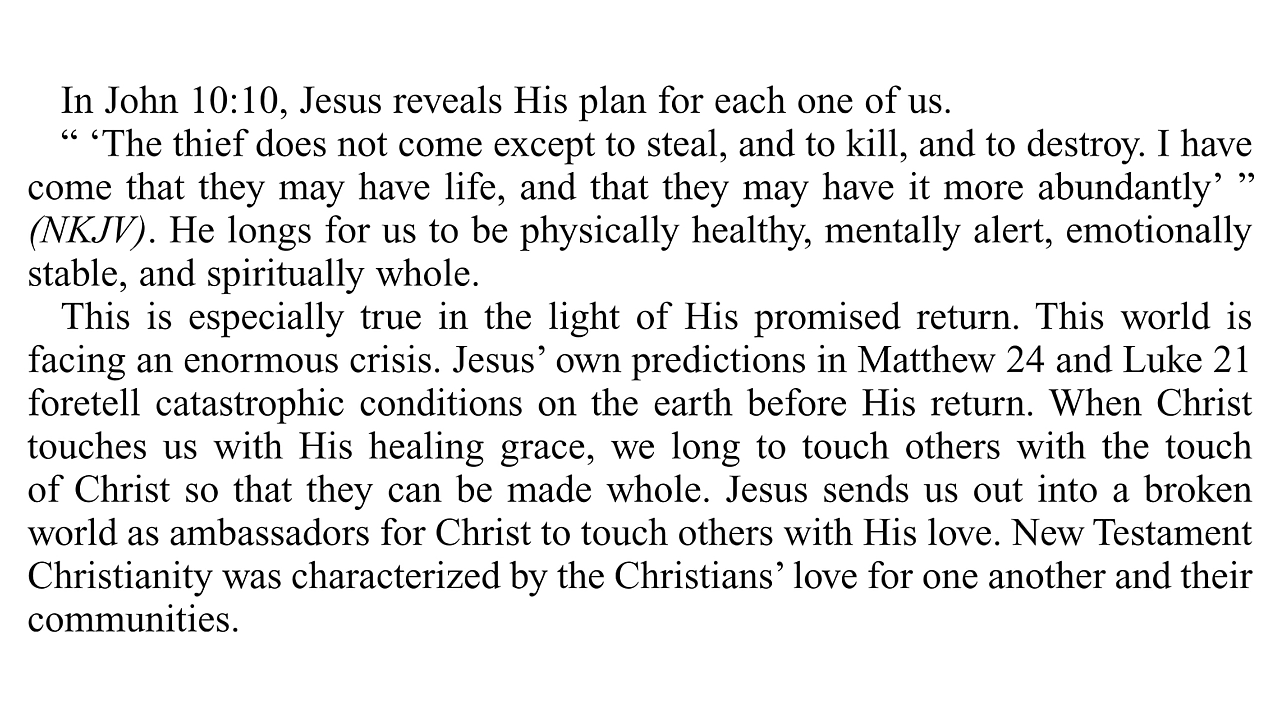 In John 10:10, Jesus reveals His plan for each one of us.
“ ‘The thief does not come except to steal, and to kill, and to destroy. I have
come that they may have life, and that they may have it more abundantly’ ”
(NKJV). He longs for us to be physically healthy, mentally alert, emotionally
stable, and spiritually whole.
This is especially true in the light of His promised return. This world is
facing an enormous crisis. Jesus’ own predictions in Matthew 24 and Luke 21
foretell catastrophic conditions on the earth before His return. When Christ
touches us with His healing grace, we long to touch others with the touch
of Christ so that they can be made whole. Jesus sends us out into a broken
world as ambassadors for Christ to touch others with His love. New Testament
Christianity was characterized by the Christians’ love for one another and their
communities.